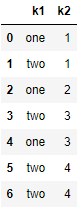 k1 k2
0 one 1
1 two 1
2 one 2
3 two 3
4 one 3
5 two 4
6 two 4